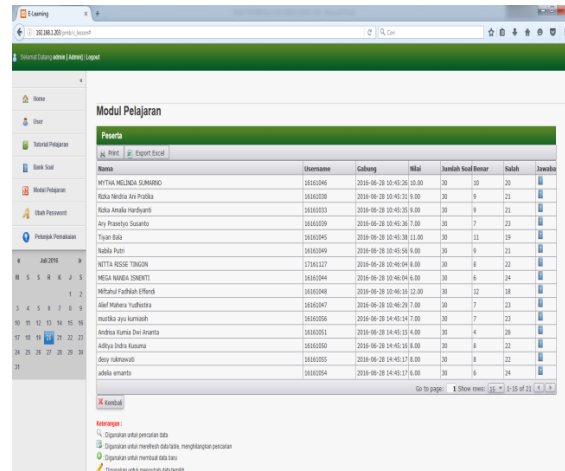 E-Learning
Cari
Selamat Datang admin [ Admin ] | Logout
Home
User
Tutorial Pelajaran
Bank Soal
Modul Pelajaran
Ubah Password
Petunjuk Pemakaian
Juli 2016
M S S R K J S
1 2
3 4 5 6 7 8 9
10 11 12 13 14 15 16
17 18 19 20 21 22 23
24 25 26 27 28 29 30
31
Modul Pelajaran
Peserta
Print Export Excel
Nama Username Gabung Nilai Jumlah Soal Benar Salah Jawaba
MYTHA MELINDA SUMARNO 16161046 2016-06-28 10:45:26 10.00 30 10 20
Rizka Nindria Ani Pratika 16161038 2016-06-28 10:45:31 9.00 30 9 21
Rizka Amalia Hardiyanti 16161033 2016-06-28 10:45:35 9.00 30 9 21
Ary Prasetyo Susanto 16161039 2016-06-28 10:45:36 7.00 30 7 23
Tiyan Bala 16161045 2016-06-28 10:45:38 11.00 30 11 19
Nabila Putri 16161049 2016-06-28 10:45:56 9.00 30 9 21
NITTA RISSE TINGON 17161127 2016-06-28 10:46:04 8.00 30 8 22
MEGA NANDA ISNENTI 16161044 2016-06-28 10:46:04 6.00 30 6 24
Miftahul Fadhilah Effendi 16161048 2016-06-28 10:46:16 12.00 30 12 18
Alief Mahera Yudhistira 16161047 2016-06-28 10:46:29 7.00 30 7 23
mustika ayu kurniasih 16161056 2016-06-28 14:45:14 7.00 30 7 23
Andrea Kurnia Dwi Ananta 16161051 2016-06-28 14:45:15 4.00 30 4 26
Aditya Indra Kusuma 16161050 2016-06-28 14:45:16 8.00 30 8 22
desy rukmawati 16161055 2016-06-28 14:45:17 8.00 30 8 22
adelia ernanto 16161054 2016-06-28 14:45:17 6.00 30 6 24
Go to page: 1 Show rows: 15 1-15 of 21
Kembali
Keterangan :
: Digunakan untuk pencarian data
: Digunakan untuk merefresh data/table, menghilangkan pencarian
: Digunakan untuk membuat data baru